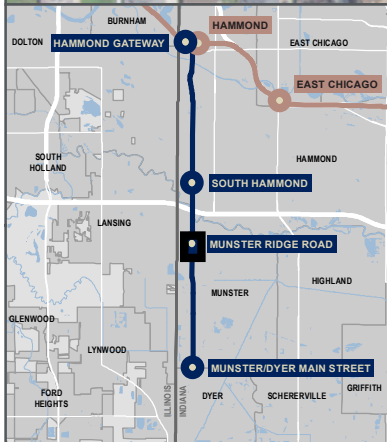 BURNHAM
HAMMOND
DOLTON
HAMMOND GATEWAY
EAST CHICAGO
EAST CHICAGO
SOUTH
HOLLAND
HAMMOND
SOUTH HAMMOND
LANSING
MUNSTER RIDGE ROAD
HIGHLAND
MUNSTER
GLENWOOD
LYNWOOD
MUNSTER/DYER MAIN STREET
FORD
HEIGHTS
ILLINOIS
INDIANA
DYER
SCHERERVILLE
GRIFFITH